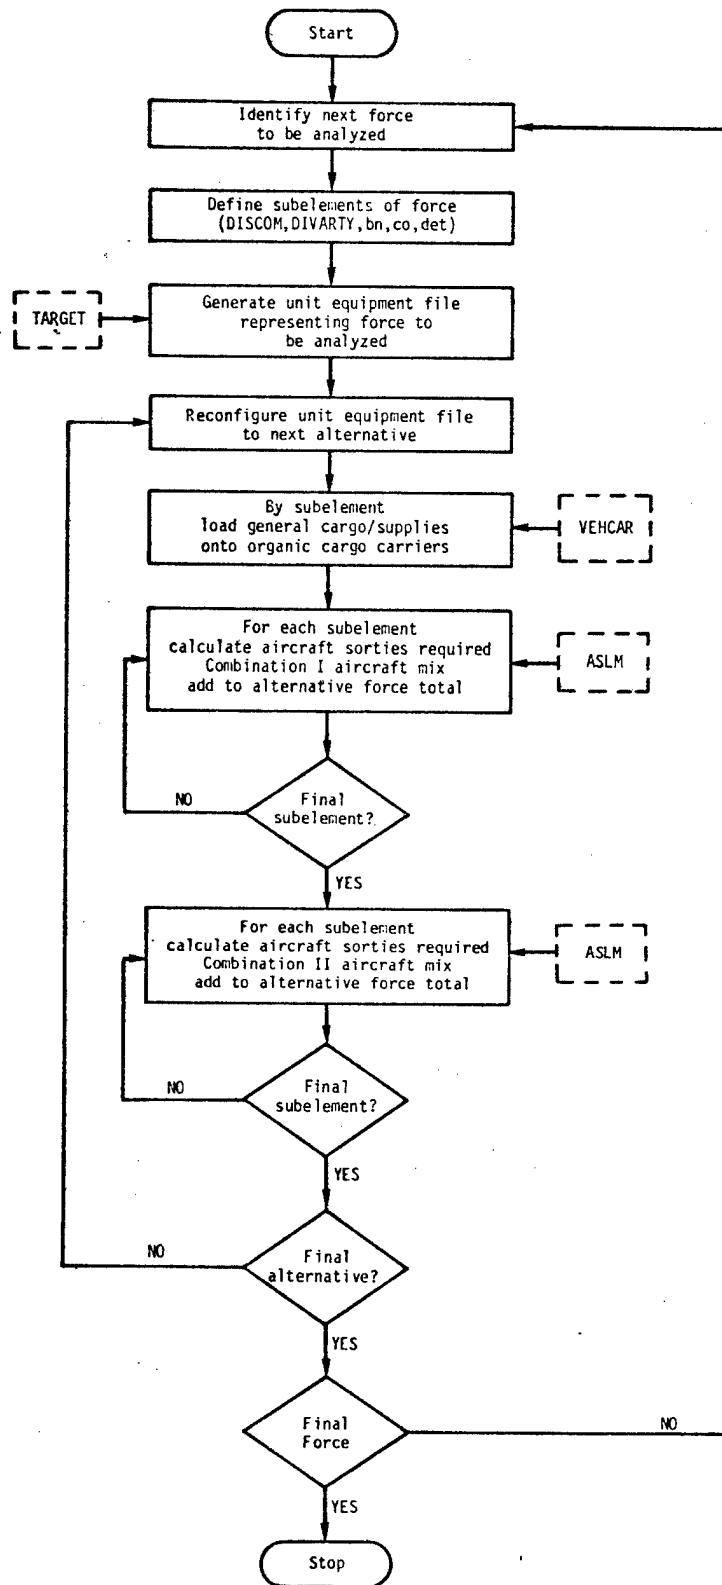 Start
Identify next force
to be analyzed
Define subelements of force
(DISCOM,DIVARTY,bn,co,det)
TARGET
Generate unit equipment file
representing force to
be analyzed
Reconfigure unit equipment file
to next alternative
By subelement
load general cargo/supplies
onto organic cargo carriers
VEHCAR
For each subelement
calculate aircraft sorties required
Combination I aircraft mix
add to alternative force total
ASLM
NO
Final
subelement?
YES
For each subelement
calculate aircraft sorties required
Combination II aircraft mix
add to alternative force total
ASLM
NO
Final
subelement?
YES
NO
Final
alternative?
YES
Final
Force
NO
YES
Stop